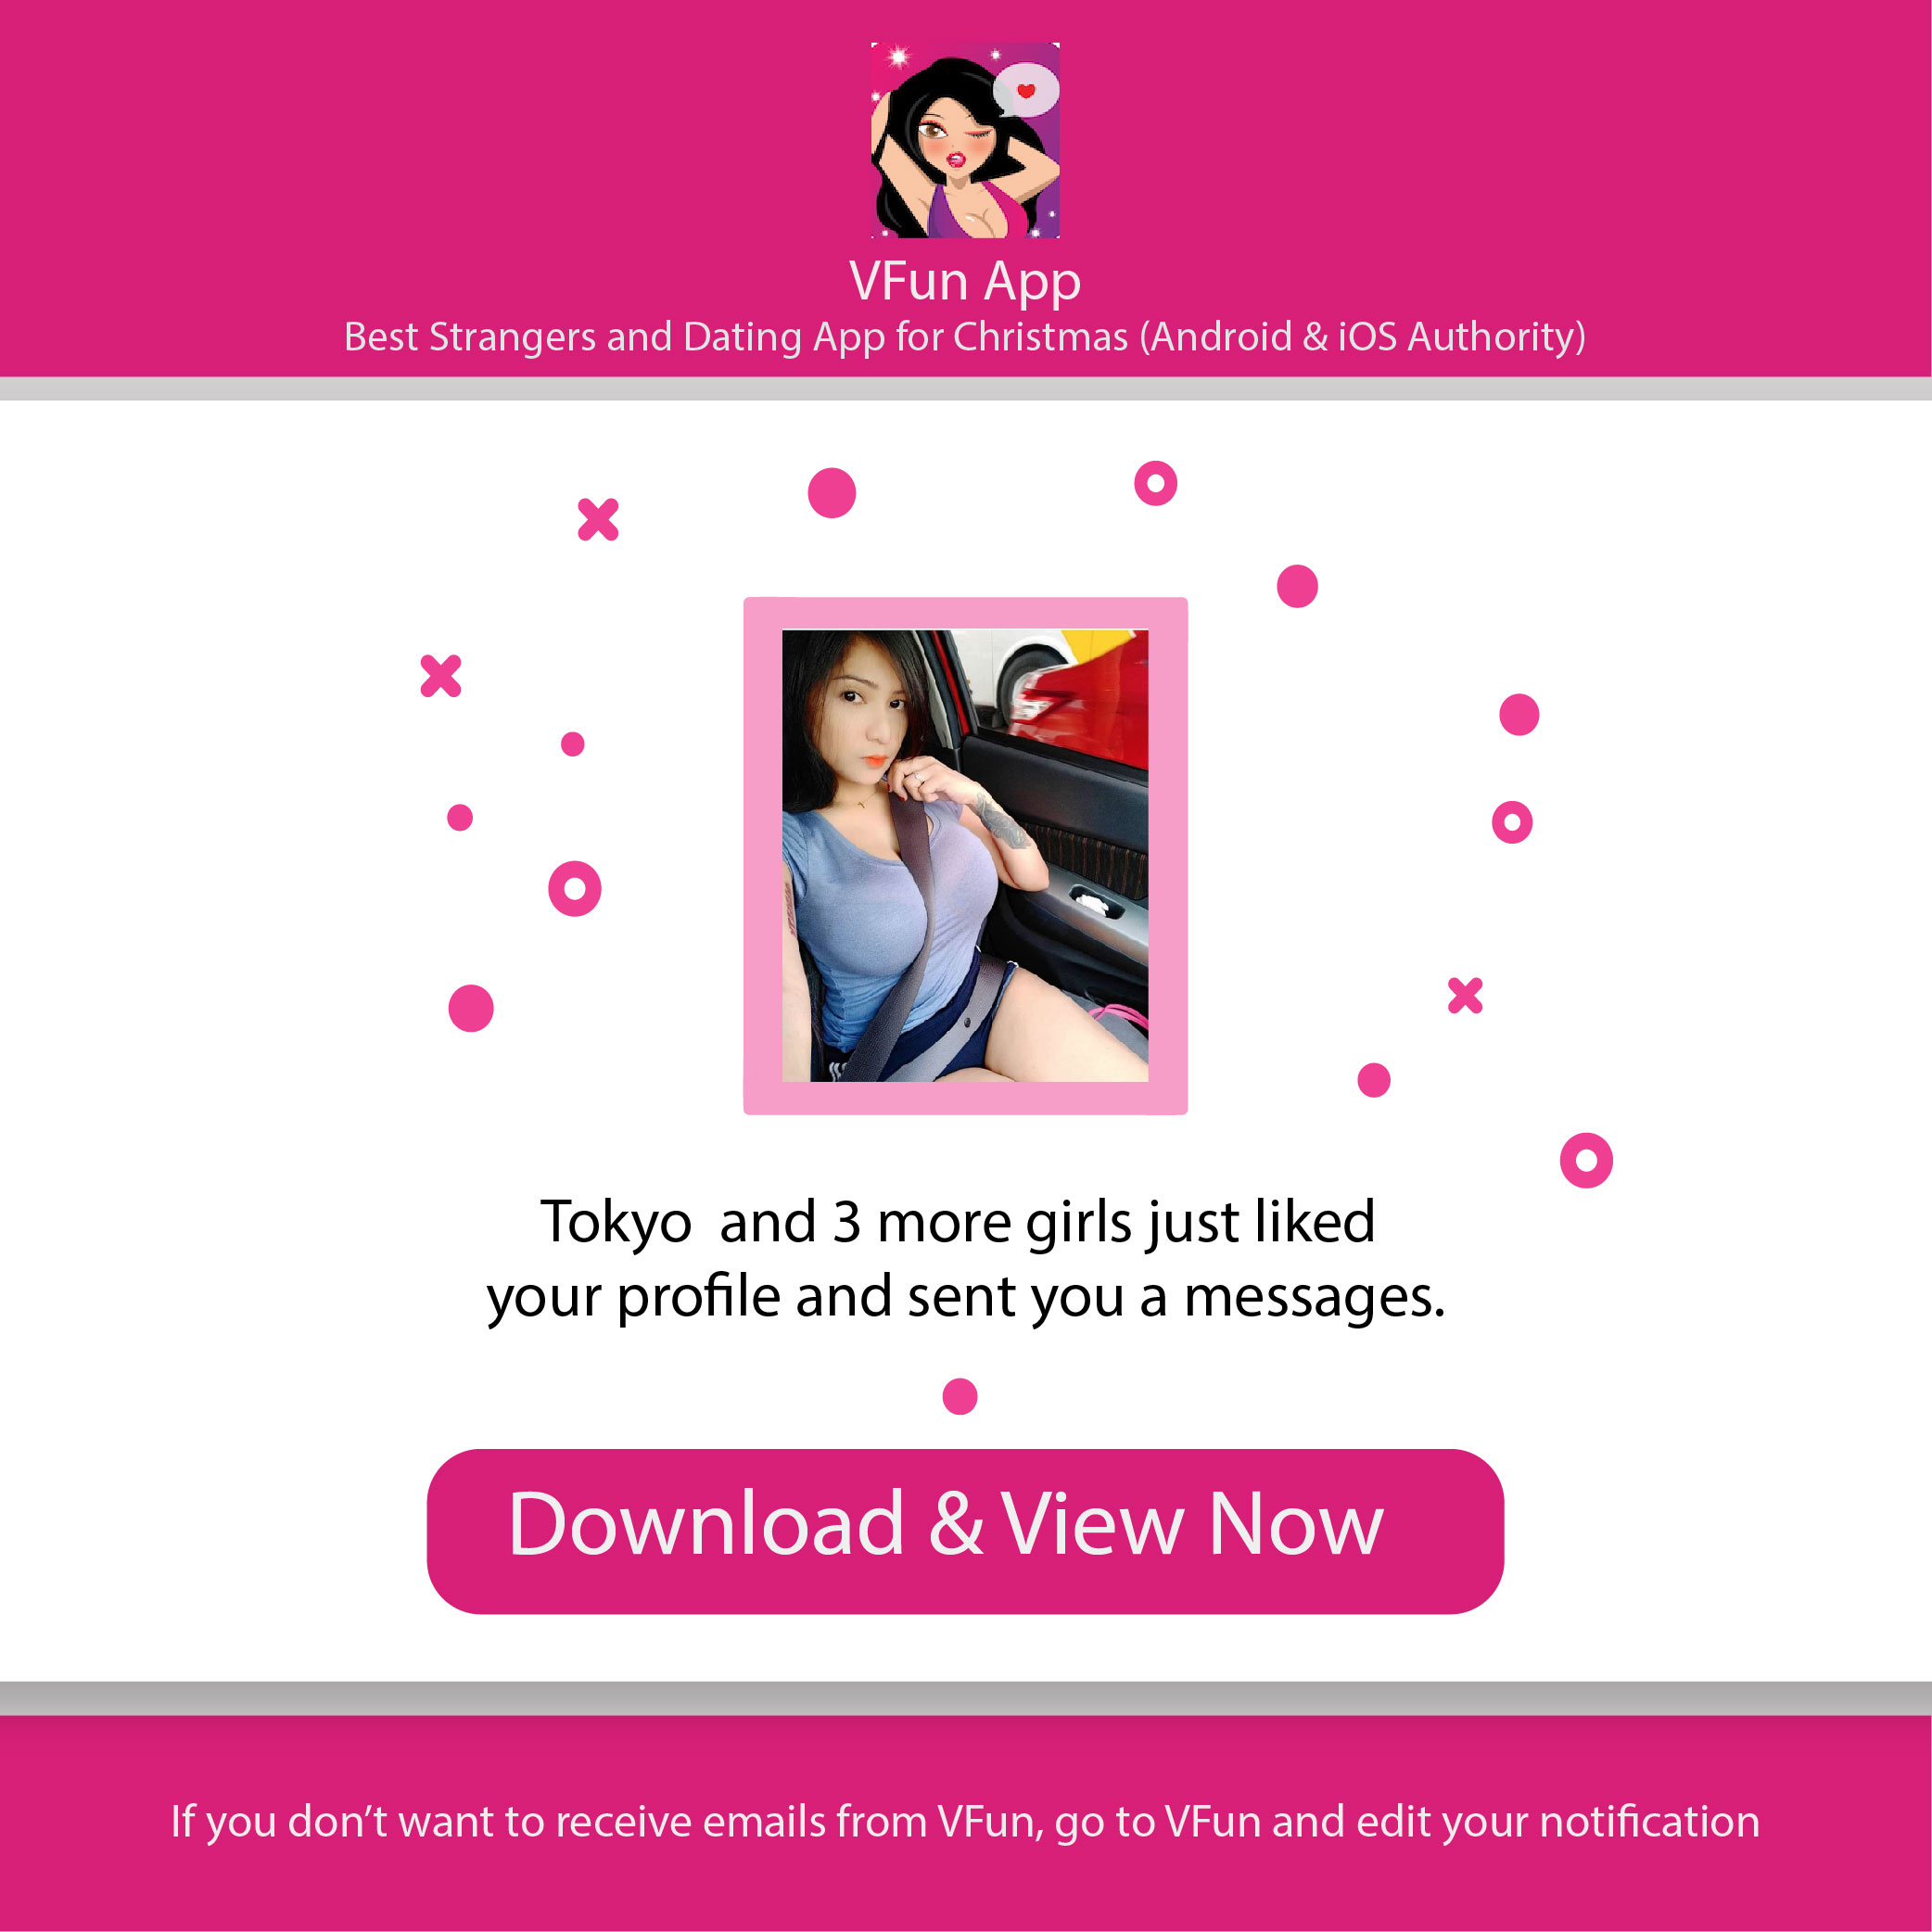 VFun App
Best Strangers and Dating App for Christmas (Android & iOS Authority)
Tokyo and 3 more girls just liked
your profile and sent you a messages.
Download & View Now
If you don’t want to receive emails from VFun, go to VFun and edit your notification